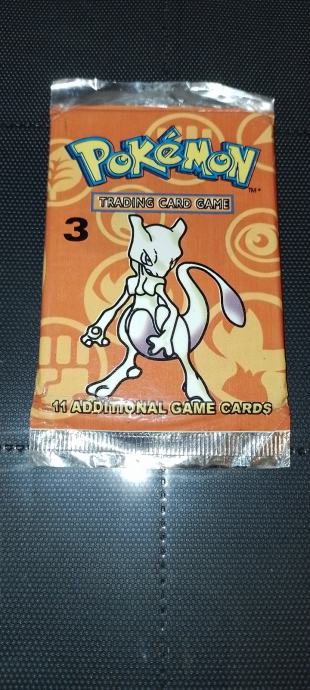 POKéMON
TM
TRADING CARD GAME
3
11 ADDITIONAL GAME CARDS